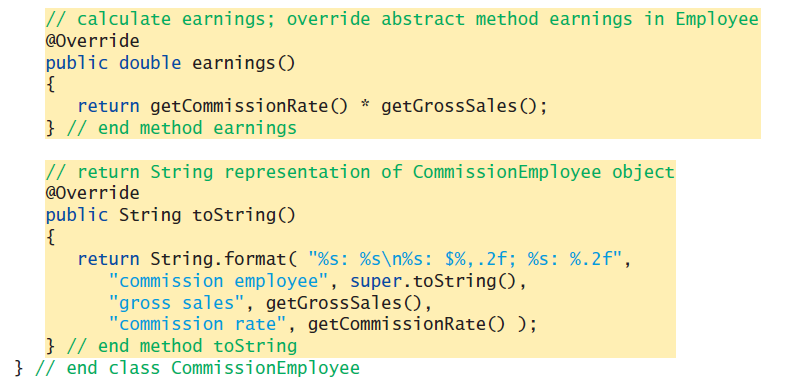 // calculate earnings; override abstract method earnings in Employee
@Override
public double earnings()
{
return getCommissionRate() * getGrossSales();
} // end method earnings
// return String representation of CommissionEmployee object
@Override
public String toString()
{
return String.format( "%s: %s\n%s: $%,.2f; %s: %.2f",
"commission employee", super.toString(),
"gross sales", getGrossSales(),
"commission rate", getCommissionRate() );
} // end method toString
} // end class CommissionEmployee